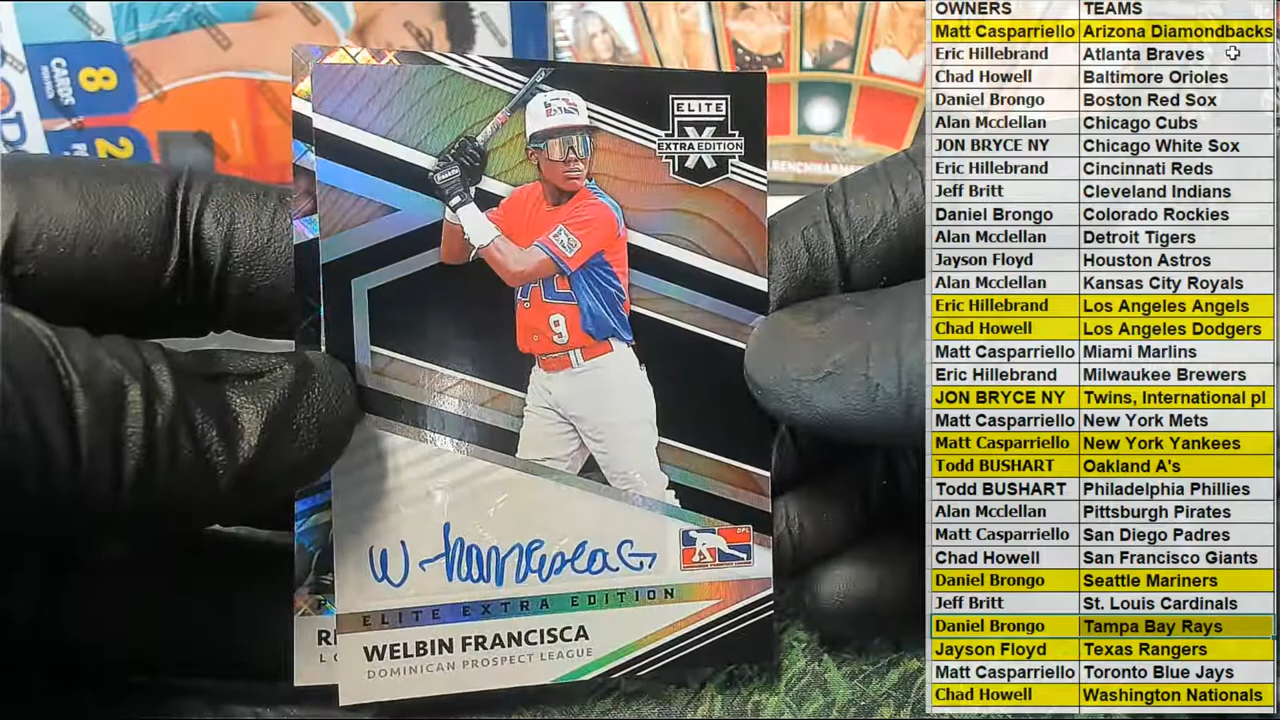 8
CARDS
2
ELITE
X
EXTRA EDITION
9
W Francisca G
DPL
ELITE EXTRA EDITION
WELBIN FRANCISCA
DOMINICAN PROSPECT LEAGUE
OWNERS TEAMS
Matt Casparriello Arizona Diamondbacks
Eric Hillebrand Atlanta Braves
Chad Howell Baltimore Orioles
Daniel Brongo Boston Red Sox
Alan Mcclellan Chicago Cubs
JON BRYCE NY Chicago White Sox
Eric Hillebrand Cincinnati Reds
Jeff Britt Cleveland Indians
Daniel Brongo Colorado Rockies
Alan Mcclellan Detroit Tigers
Jayson Floyd Houston Astros
Alan Mcclellan Kansas City Royals
Eric Hillebrand Los Angeles Angels
Chad Howell Los Angeles Dodgers
Matt Casparriello Miami Marlins
Eric Hillebrand Milwaukee Brewers
JON BRYCE NY Twins, International pl
Matt Casparriello New York Mets
Matt Casparriello New York Yankees
Todd BUSHART Oakland A's
Todd BUSHART Philadelphia Phillies
Alan Mcclellan Pittsburgh Pirates
Matt Casparriello San Diego Padres
Chad Howell San Francisco Giants
Daniel Brongo Seattle Mariners
Jeff Britt St. Louis Cardinals
Daniel Brongo Tampa Bay Rays
Jayson Floyd Texas Rangers
Matt Casparriello Toronto Blue Jays
Chad Howell Washington Nationals